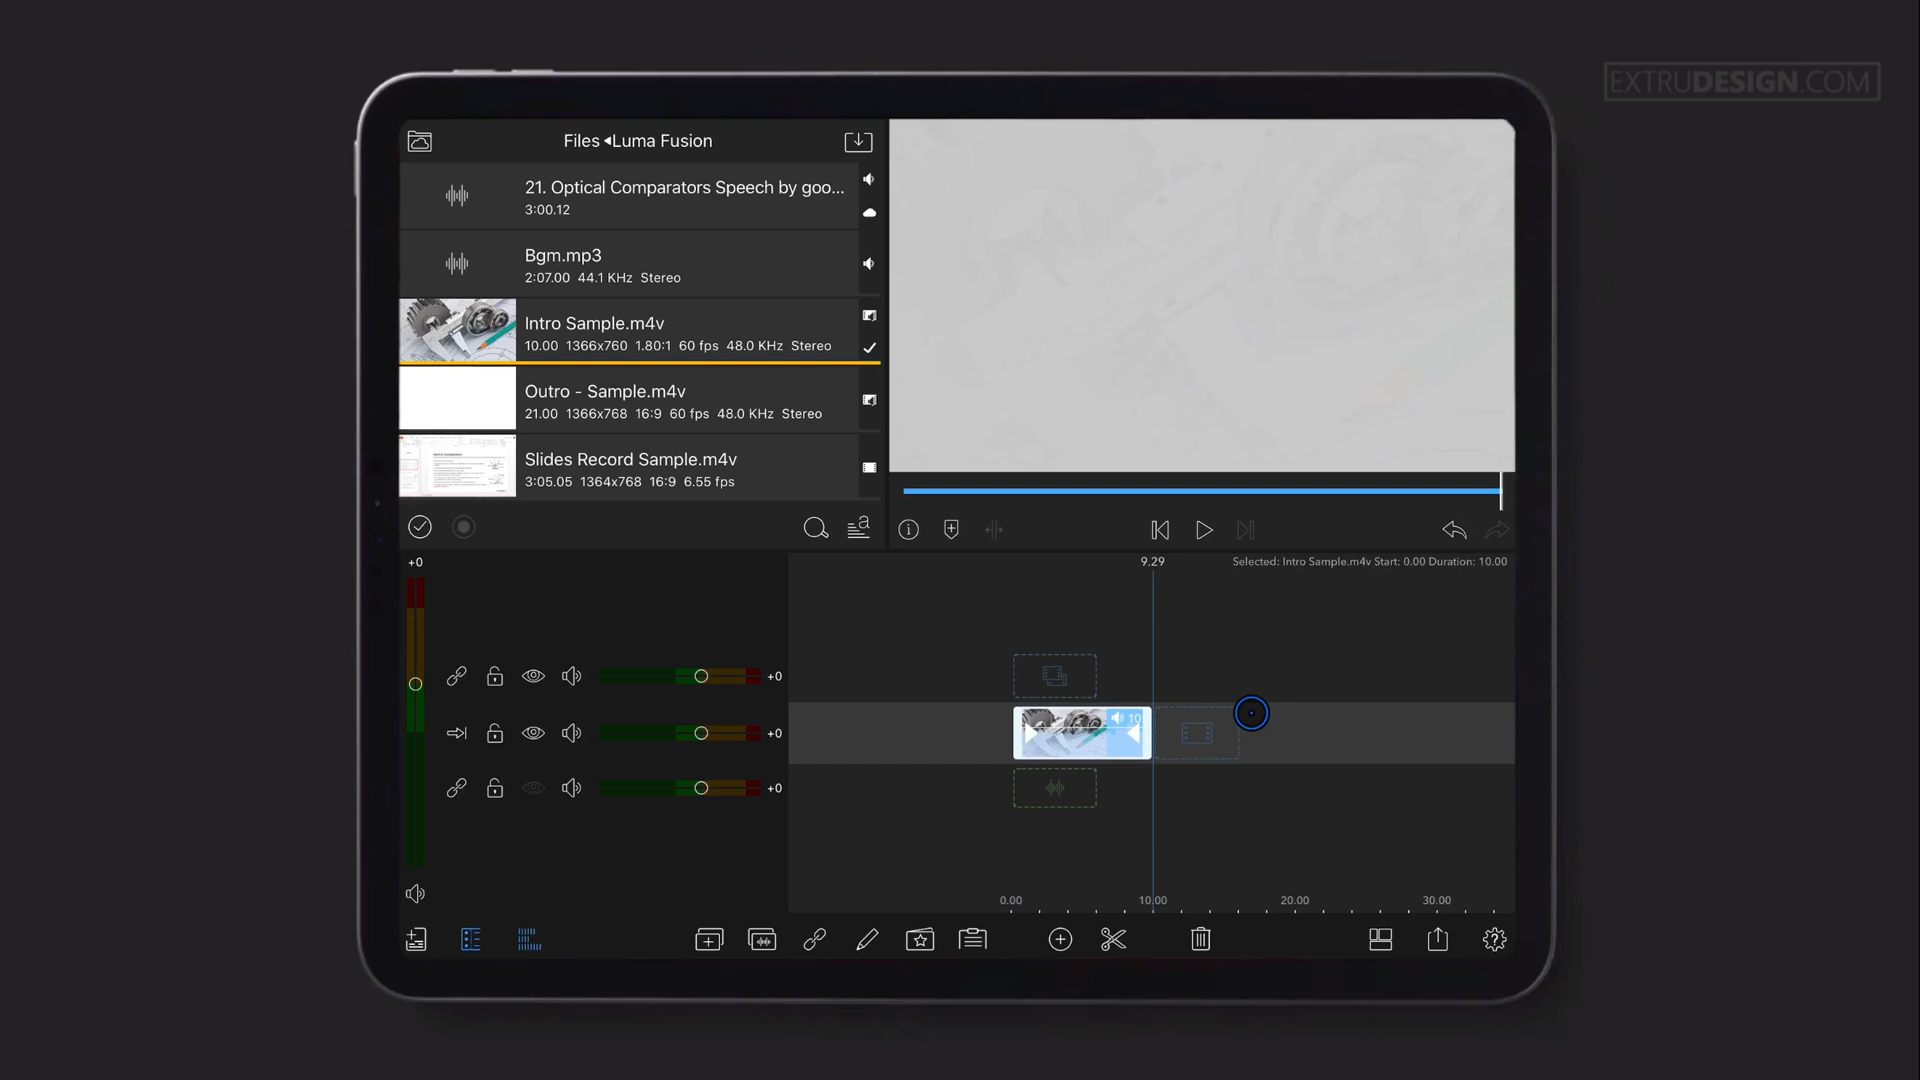 EXTRUDESIGN.COM
Files ◂Luma Fusion
21. Optical Comparators Speech by goo...
3:00.12
Bgm.mp3
2:07.00 44.1 KHz Stereo
Intro Sample.m4v
10.00 1366x760 1.80:1 60 fps 48.0 KHz Stereo
Outro - Sample.m4v
21.00 1366x768 16:9 60 fps 48.0 KHz Stereo
Slides Record Sample.m4v
3:05.05 1364x768 16:9 6.55 fps
a
+0
9.29
Selected: Intro Sample.m4v Start: 0.00 Duration: 10.00
+0
10
+0
+0
0.00 10.00 20.00 30.00